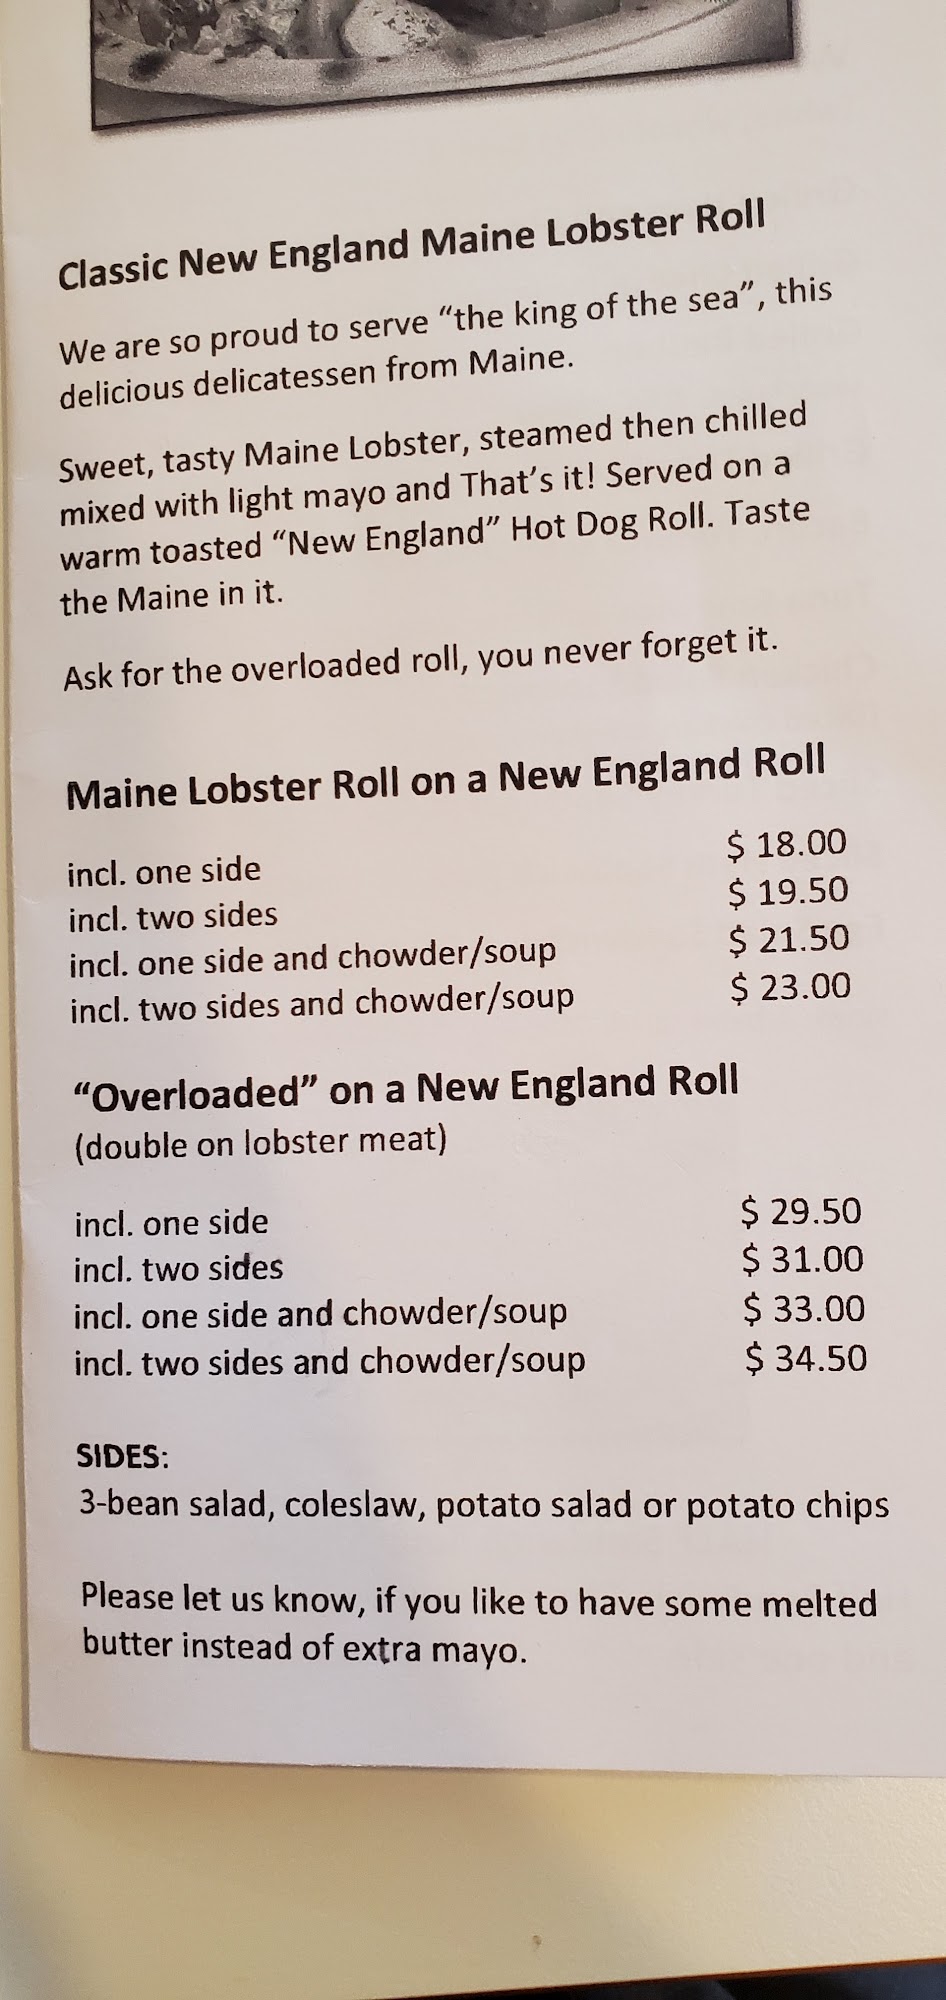 Classic New England Maine Lobster Roll
We are so proud to serve “the king of the sea”, this
delicious delicatessen from Maine.
Sweet, tasty Maine Lobster, steamed then chilled
mixed with light mayo and That’s it! Served on a
warm toasted “New England” Hot Dog Roll. Taste
the Maine in it.
Ask for the overloaded roll, you never forget it.
Maine Lobster Roll on a New England Roll
incl. one side $ 18.00
incl. two sides $ 19.50
incl. one side and chowder/soup $ 21.50
incl. two sides and chowder/soup $ 23.00
“Overloaded” on a New England Roll
(double on lobster meat)
incl. one side $ 29.50
incl. two sides $ 31.00
incl. one side and chowder/soup $ 33.00
incl. two sides and chowder/soup $ 34.50
SIDES:
3-bean salad, coleslaw, potato salad or potato chips
Please let us know, if you like to have some melted
butter instead of extra mayo.